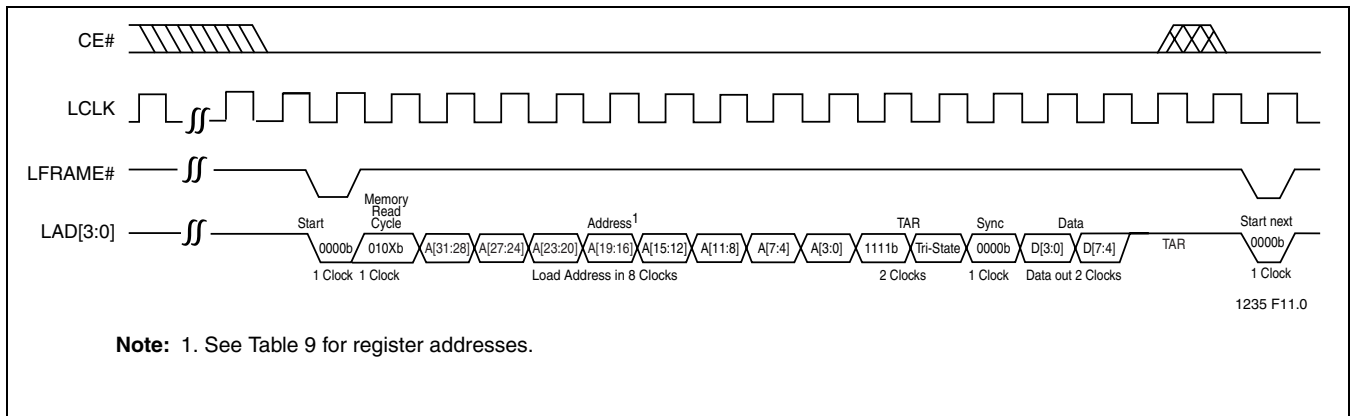 CE#
LCLK
LFRAME#
Memory
Read
Cycle
Start
Address1
TAR
Sync
Data
Start next
LAD[3:0]
0000b
010Xb
A[31:28]
A[27:24]
A[23:20]
A[19:16]
A[15:12]
A[11:8]
A[7:4]
A[3:0]
1111b
Tri-State
0000b
D[3:0]
D[7:4]
TAR
0000b
1 Clock
1 Clock
Load Address in 8 Clocks
2 Clocks
1 Clock
Data out 2 Clocks
1 Clock
1235 F11.0
Note: 1. See Table 9 for register addresses.